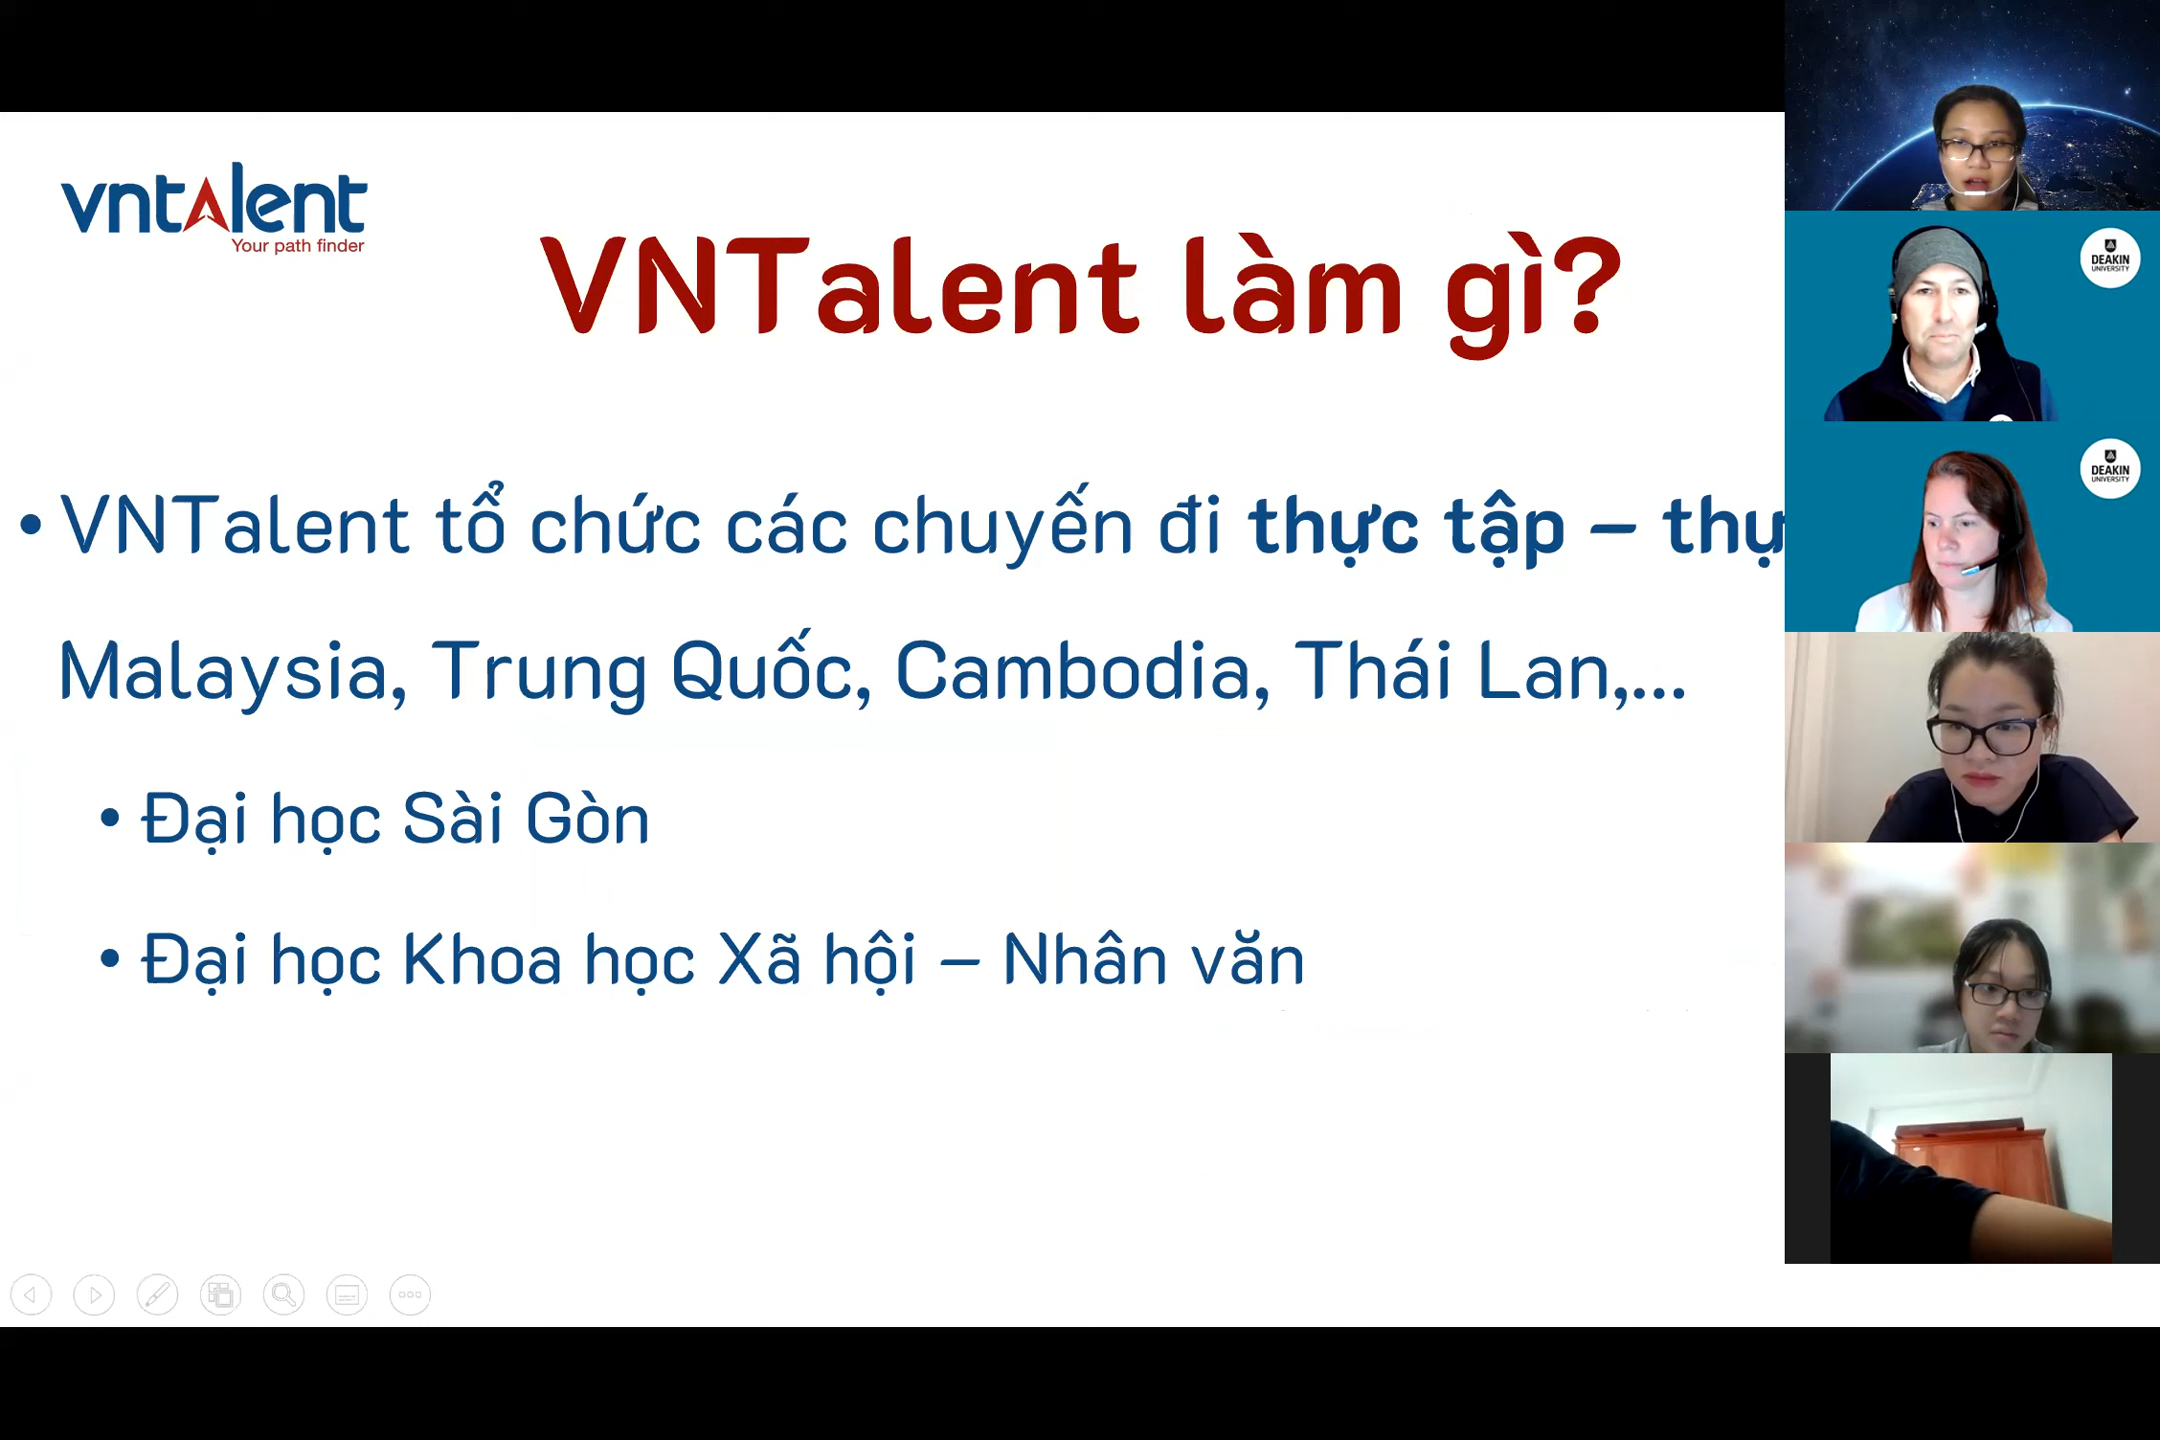 vntalent
Your path finder
VNTalent làm gì?
• VNTalent tổ chức các chuyến đi thực tập – thự
Malaysia, Trung Quốc, Cambodia, Thái Lan,...
• Đại học Sài Gòn
• Đại học Khoa học Xã hội – Nhân văn
DEAKIN
UNIVERSITY
DEAKIN
UNIVERSITY